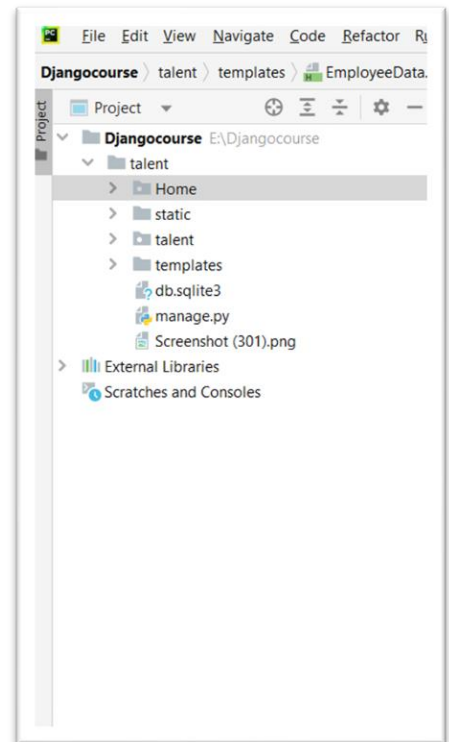 PC File Edit View Navigate Code Refactor
Djangocourse talent templates EmployeeData.
Project
Project
Djangocourse E:\Djangocourse
talent
Home
static
talent
templates
db.sqlite3
manage.py
Screenshot (301).png
External Libraries
Scratches and Consoles